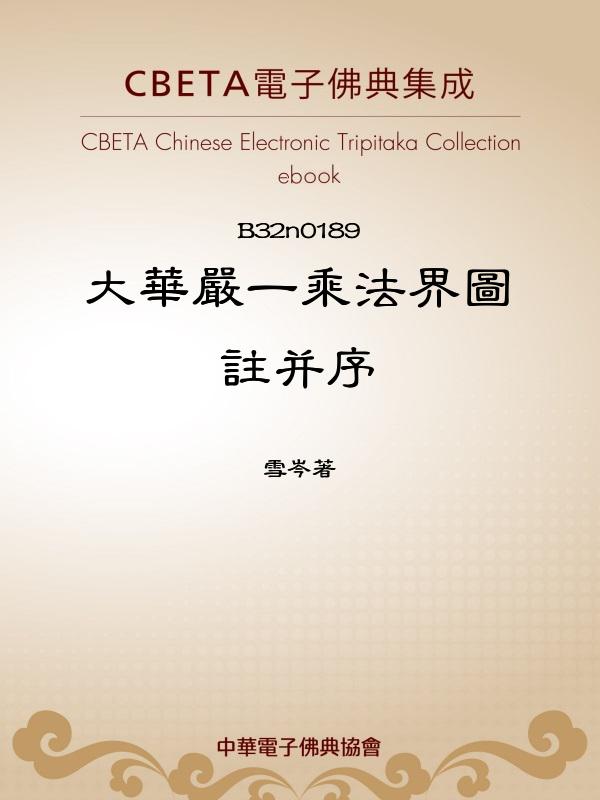 CBETA電子佛典集成
CBETA Chinese Electronic Tripitaka Collection
ebook
B32n0189
大華嚴一乘法界圖
註并序
雪岑著
中華電子佛典協會